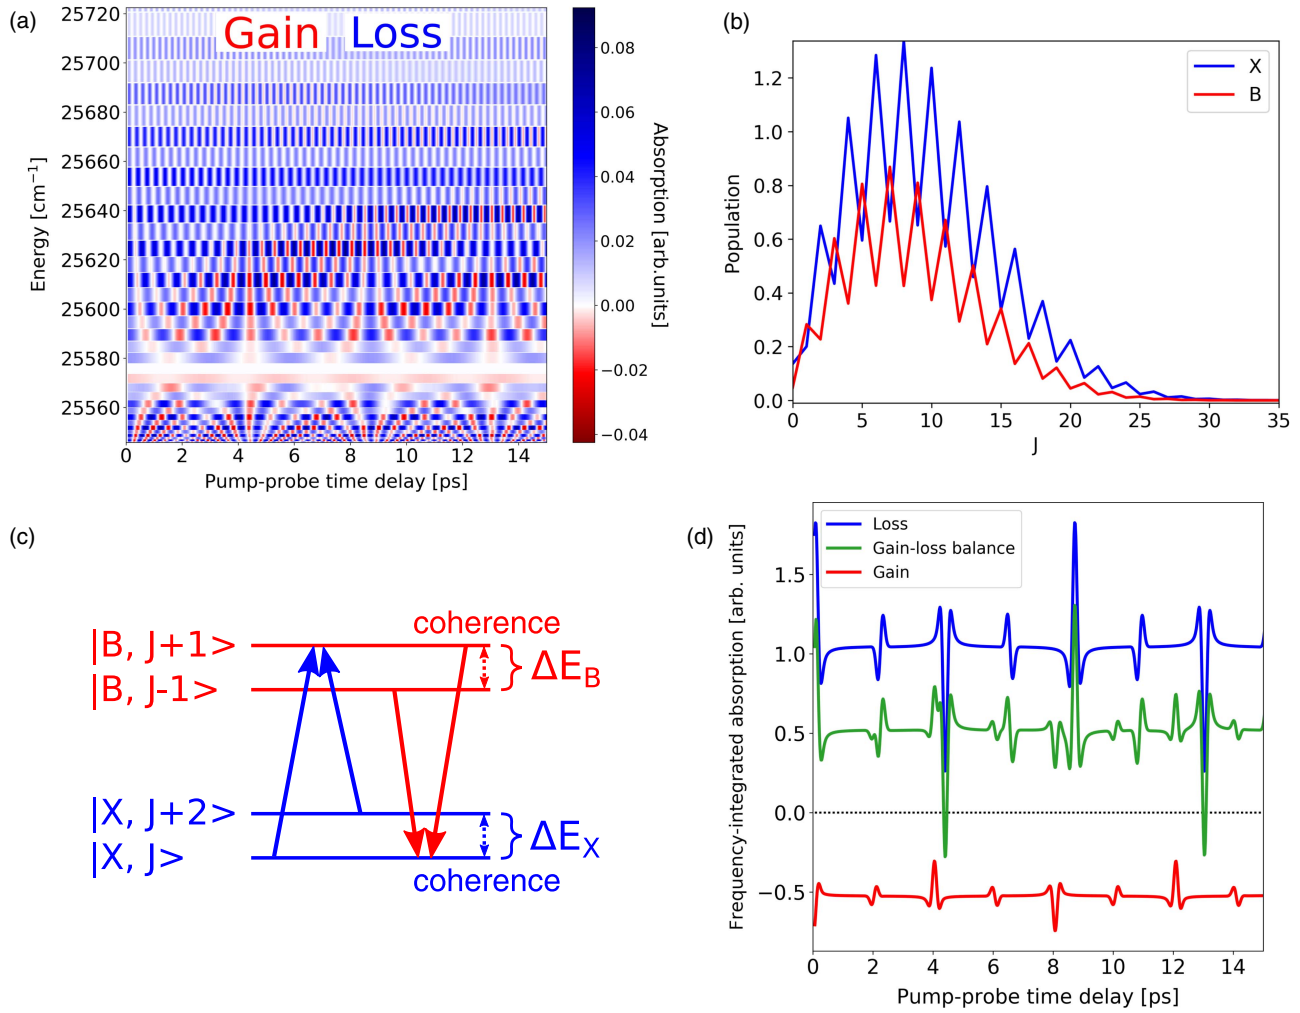 (a)
Gain Loss
25720
25700
25680
25660
25640
25620
25600
25580
25560
Energy [cm⁻¹]
0 2 4 6 8 10 12 14
Pump-probe time delay [ps]
0.08
0.06
0.04
0.02
0.00
−0.02
−0.04
Absorption [arb.units]
(b)
1.2
1.0
0.8
0.6
0.4
0.2
0.0
Population
X
B
0 5 10 15 20 25 30 35
J
(c)
coherence
|B, J+1>
|B, J-1>
ΔE_B
|X, J+2>
|X, J>
ΔE_X
coherence
(d)
Loss
Gain-loss balance
Gain
1.5
1.0
0.5
0.0
−0.5
Frequency-integrated absorption [arb. units]
0 2 4 6 8 10 12 14
Pump-probe time delay [ps]